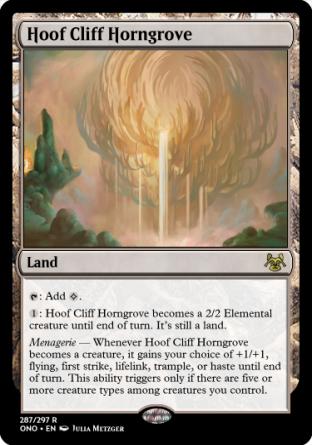 Hoof Cliff Horngrove
Land
: Add .
1: Hoof Cliff Horngrove becomes a 2/2 Elemental
creature until end of turn. It's still a land.
Menagerie — Whenever Hoof Cliff Horngrove
becomes a creature, it gains your choice of +1/+1,
flying, first strike, lifelink, trample, or haste until end
of turn. This ability triggers only if there are five or
more creature types among creatures you control.
287/297 R
ONO • EN Julia Metzger